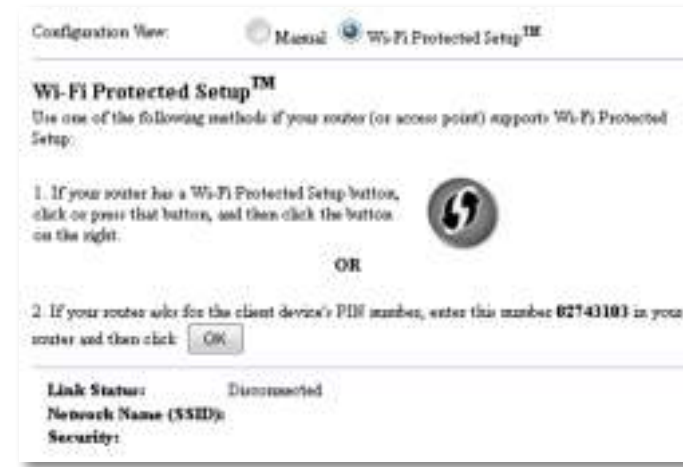 Configuration View: Manual Wi-Fi Protected Setup™
Wi-Fi Protected Setup™
Use one of the following methods if your router (or access point) supports Wi-Fi Protected
Setup:
1. If your router has a Wi-Fi Protected Setup button,
click or press that button, and then click the button
on the right.
OR
2. If your router asks for the client device's PIN number, enter this number 02743103 in your
router and then click OK
Link Status: Disconnected
Network Name (SSID):
Security: